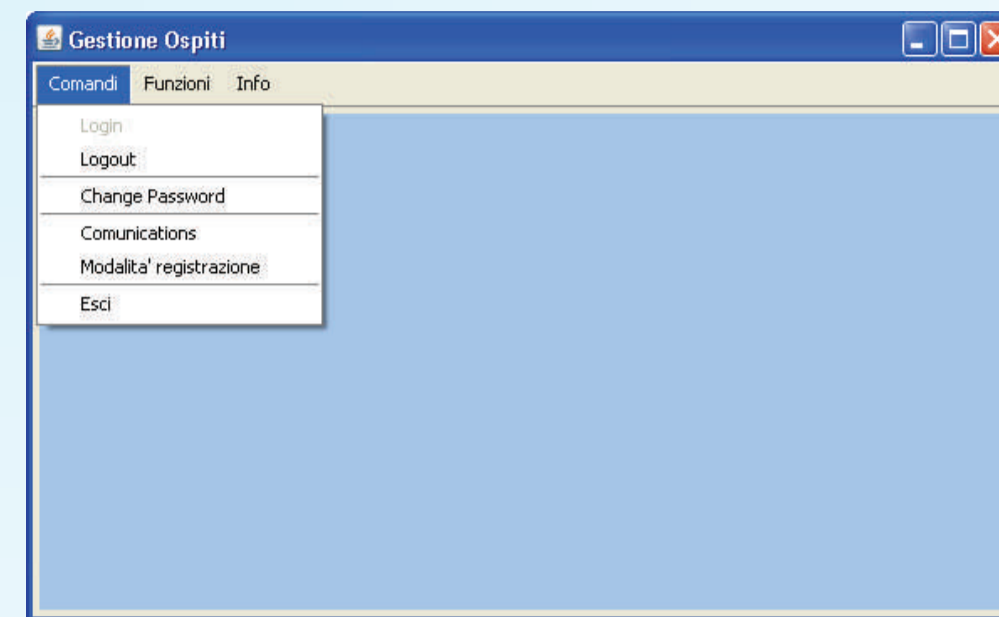 Gestione Ospiti
Comandi Funzioni Info
Login
Logout
Change Password
Comunications
Modalita' registrazione
Esci